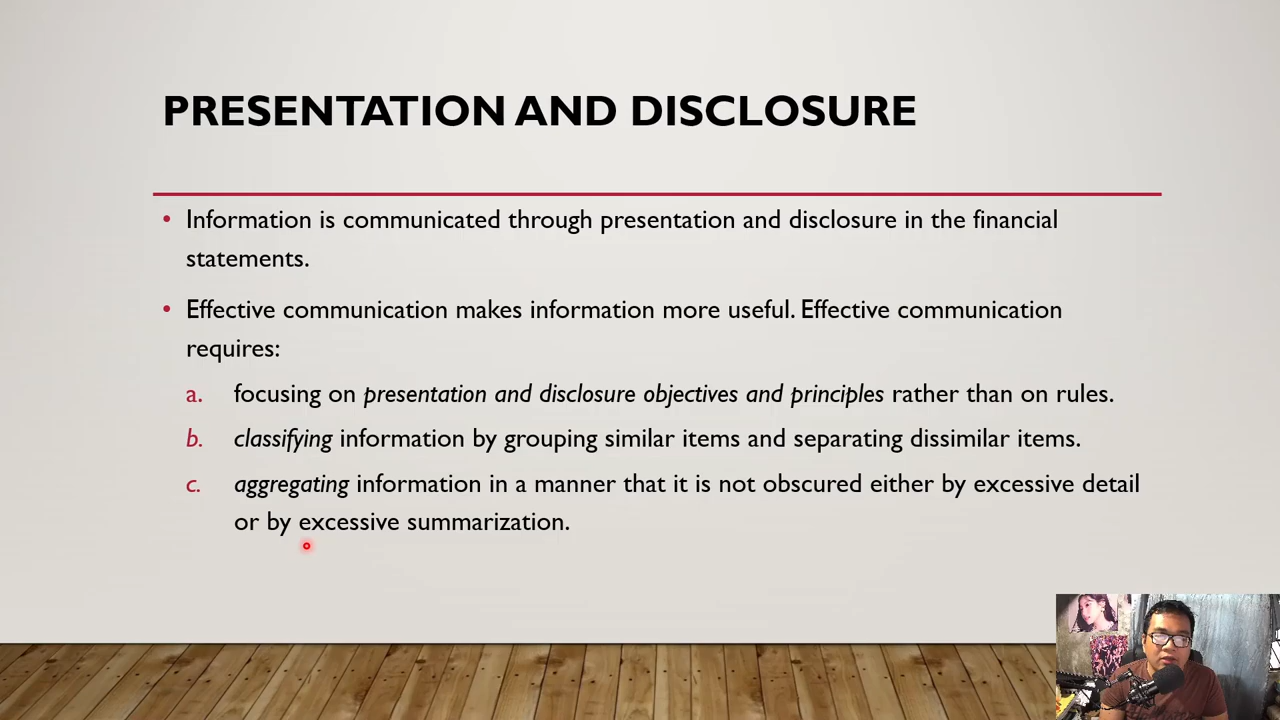 PRESENTATION AND DISCLOSURE
• Information is communicated through presentation and disclosure in the financial
statements.
• Effective communication makes information more useful. Effective communication
requires:
a. focusing on presentation and disclosure objectives and principles rather than on rules.
b. classifying information by grouping similar items and separating dissimilar items.
c. aggregating information in a manner that it is not obscured either by excessive detail
or by excessive summarization.